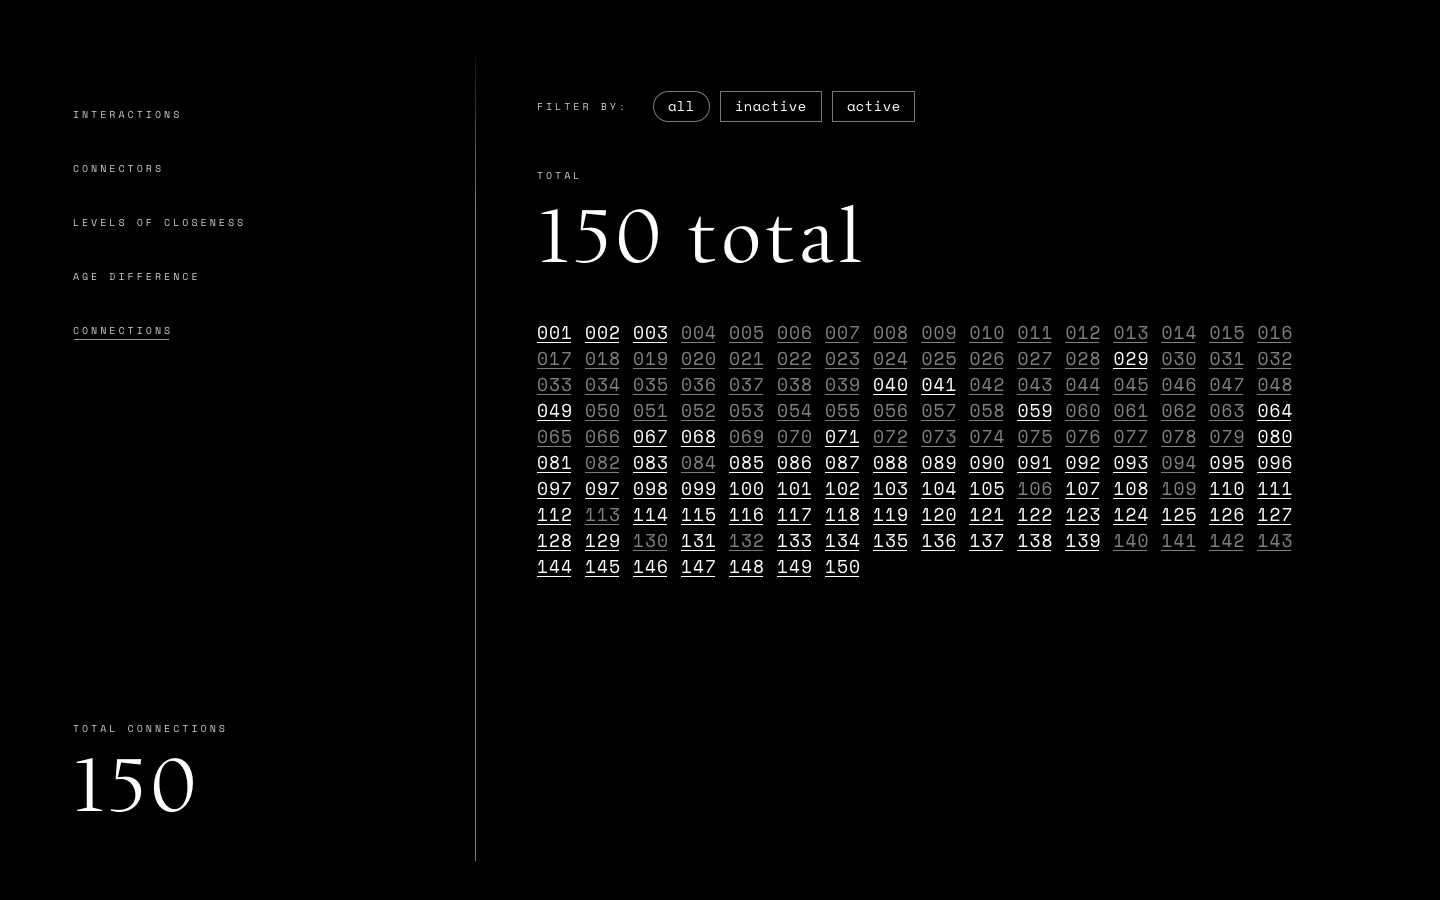 INTERACTIONS
CONNECTORS
LEVELS OF CLOSENESS
AGE DIFFERENCE
CONNECTIONS
TOTAL CONNECTIONS
150
FILTER BY: all inactive active
TOTAL
150 total
001 002 003 004 005 006 007 008 009 010 011 012 013 014 015 016
017 018 019 020 021 022 023 024 025 026 027 028 029 030 031 032
033 034 035 036 037 038 039 040 041 042 043 044 045 046 047 048
049 050 051 052 053 054 055 056 057 058 059 060 061 062 063 064
065 066 067 068 069 070 071 072 073 074 075 076 077 078 079 080
081 082 083 084 085 086 087 088 089 090 091 092 093 094 095 096
097 097 098 099 100 101 102 103 104 105 106 107 108 109 110 111
112 113 114 115 116 117 118 119 120 121 122 123 124 125 126 127
128 129 130 131 132 133 134 135 136 137 138 139 140 141 142 143
144 145 146 147 148 149 150